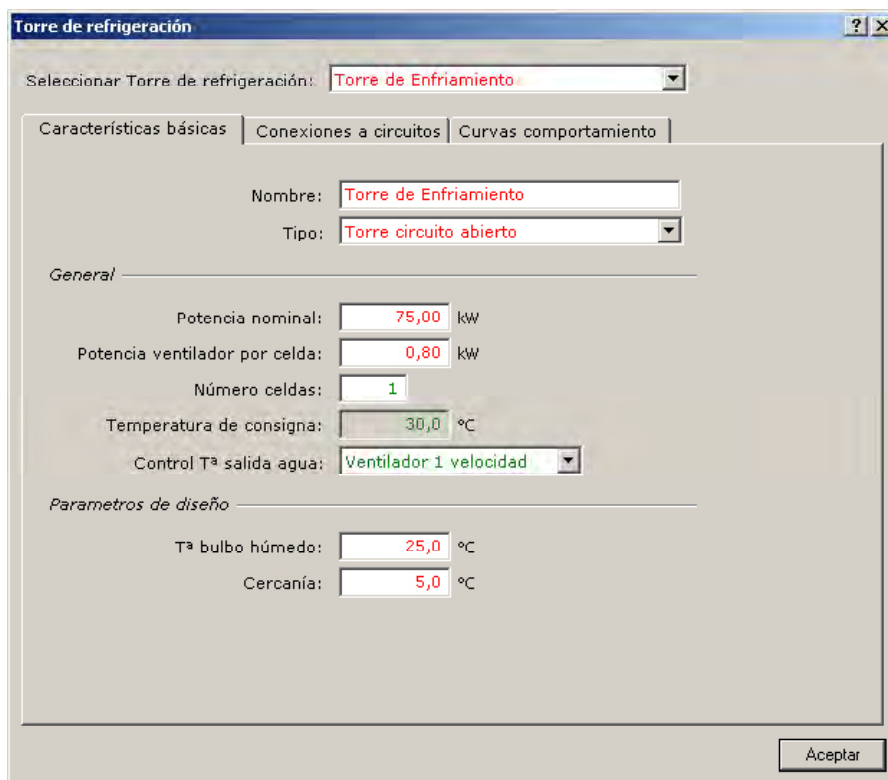 Torre de refrigeración
Seleccionar Torre de refrigeración: Torre de Enfriamiento
Características básicas Conexiones a circuitos Curvas comportamiento
Nombre: Torre de Enfriamiento
Tipo: Torre circuito abierto
General
Potencia nominal: 75,00 kW
Potencia ventilador por celda: 0,80 kW
Número celdas: 1
Temperatura de consigna: 30,0 ºC
Control Tª salida agua: Ventilador 1 velocidad
Parametros de diseño
Tª bulbo húmedo: 25,0 ºC
Cercanía: 5,0 ºC
Aceptar